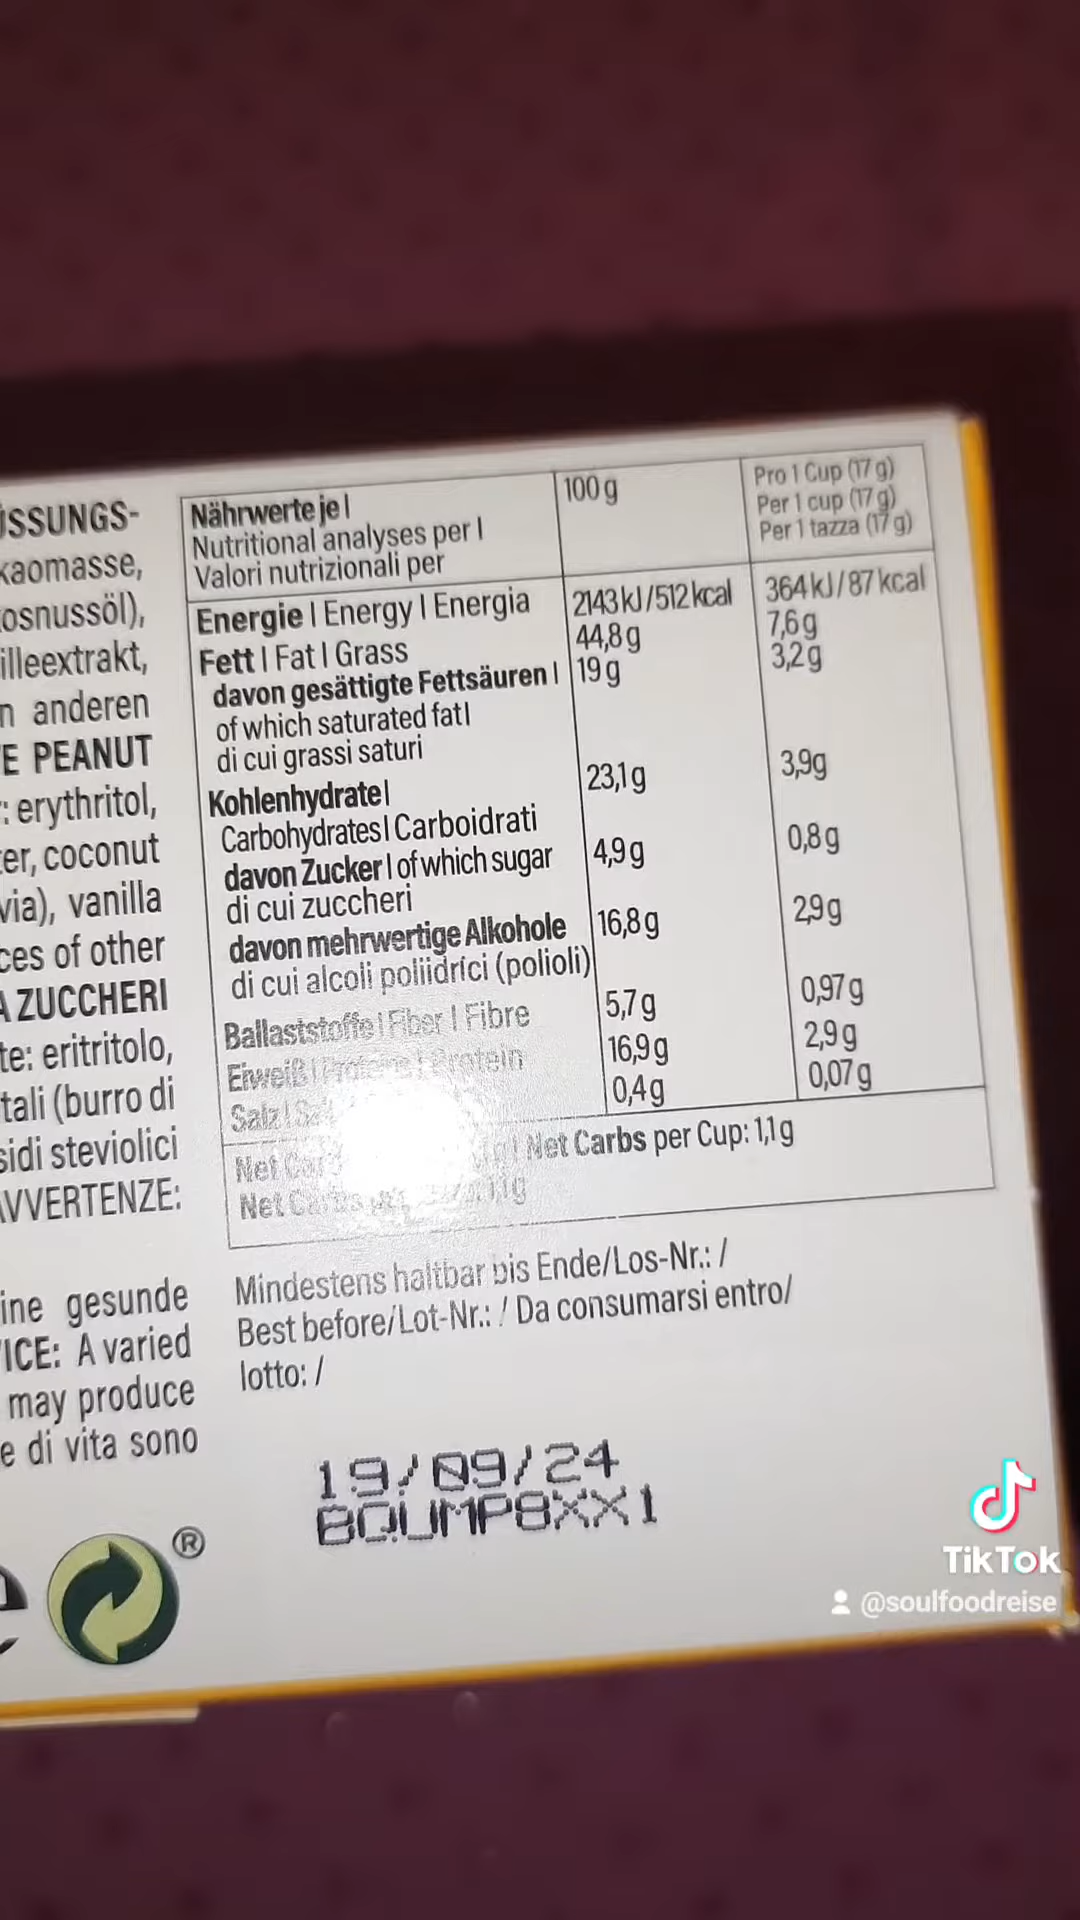 ÜSSUNGS-
kaomasse,
osnussöl),
illeextrakt,
n anderen
E PEANUT
: erythritol,
er, coconut
via), vanilla
ces of other
A ZUCCHERI
te: eritritolo,
tali (burro di
sidi steviolici
AVVERTENZE:
ine gesunde
ICE: A varied
may produce
e di vita sono
Nährwerte je | 100 g Pro 1 Cup (17 g)
Nutritional analyses per | Per 1 cup (17 g)
Valori nutrizionali per Per 1 tazza (17 g)
Energie | Energy | Energia 2143 kJ/512 kcal 364 kJ/87 kcal
Fett | Fat | Grass 44,8 g 7,6 g
davon gesättigte Fettsäuren | 19 g 3,2 g
of which saturated fat|
di cui grassi saturi
Kohlenhydrate| 23,1 g 3,9g
Carbohydrates| Carboidrati
davon Zucker | of which sugar 4,9 g 0,8 g
di cui zuccheri
davon mehrwertige Alkohole 16,8 g 2,9 g
di cui alcoli poliidrici (polioli)
Ballaststoffe | Fiber | Fibre 5,7 g 0,97 g
Eiweiß | Protein 16,9 g 2,9 g
Salz | 0,4 g 0,07 g
Net | Net Carbs per Cup: 1,1 g
Net Carbs 1,1 g
Mindestens haltbar bis Ende/Los-Nr.: /
Best before/Lot-Nr.: / Da consumarsi entro/
lotto: /
19/09/24
BQUMP8XX1
®
TikTok
@soulfoodreise